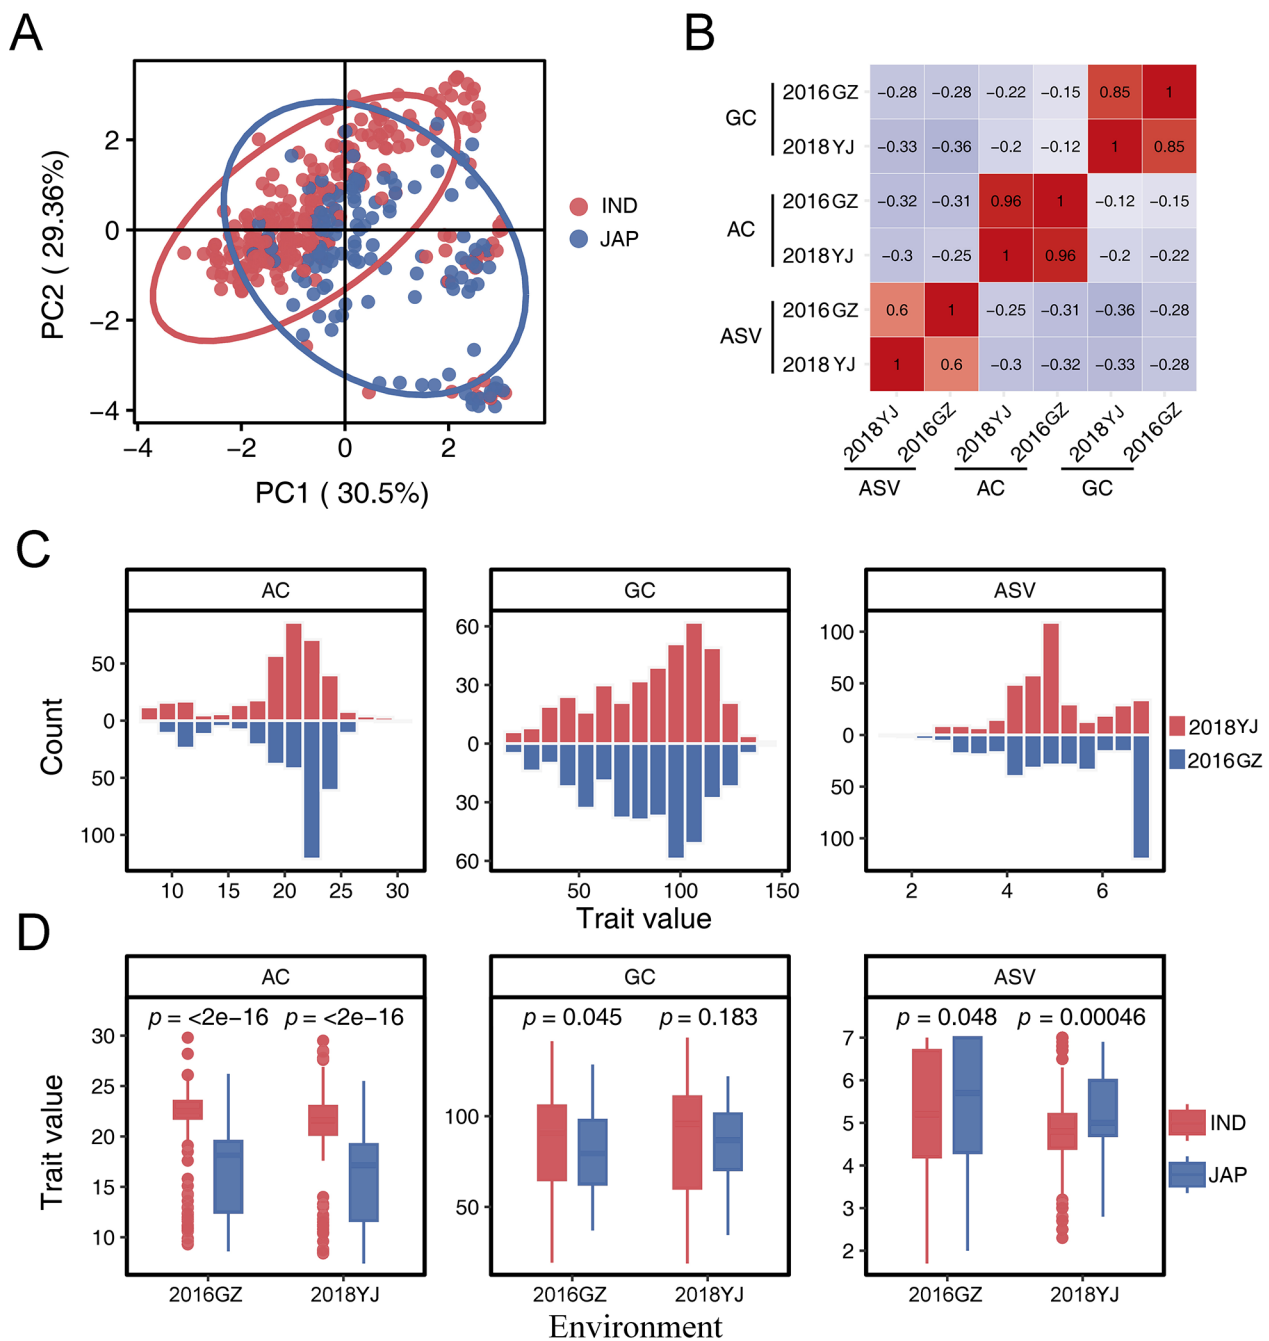 A
PC2 ( 29.36%)
2
0
−2
−4
−4
−2
0
2
PC1 ( 30.5%)
IND
JAP
B
GC
AC
ASV
2016GZ −0.28 −0.28 −0.22 −0.15 0.85 1
2018YJ −0.33 −0.36 −0.2 −0.12 1 0.85
2016GZ −0.32 −0.31 0.96 1 −0.12 −0.15
2018YJ −0.3 −0.25 1 0.96 −0.2 −0.22
2016GZ 0.6 1 −0.25 −0.31 −0.36 −0.28
2018 YJ 1 0.6 −0.3 −0.32 −0.33 −0.28
2018YJ 2016GZ 2018YJ 2016GZ 2018YJ 2016GZ
ASV AC GC
C
AC
GC
ASV
Count
50
0
50
100
10 15 20 25 30
60
30
0
30
60
50 100 150
100
50
0
50
100
2 4 6
Trait value
2018YJ
2016GZ
D
AC
GC
ASV
Trait value
p = <2e−16 p = <2e−16
30
25
20
15
10
2016GZ 2018YJ
p = 0.045 p = 0.183
100
50
2016GZ 2018YJ
p = 0.048 p = 0.00046
7
6
5
4
3
2
2016GZ 2018YJ
IND
JAP
Environment